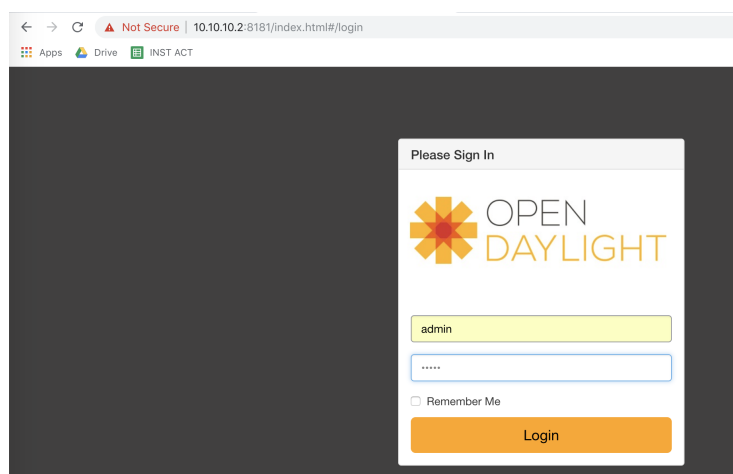 Not Secure | 10.10.10.2:8181/index.html#/login
Apps Drive INST ACT
Please Sign In
OPEN
DAYLIGHT
admin
•••••
Remember Me
Login